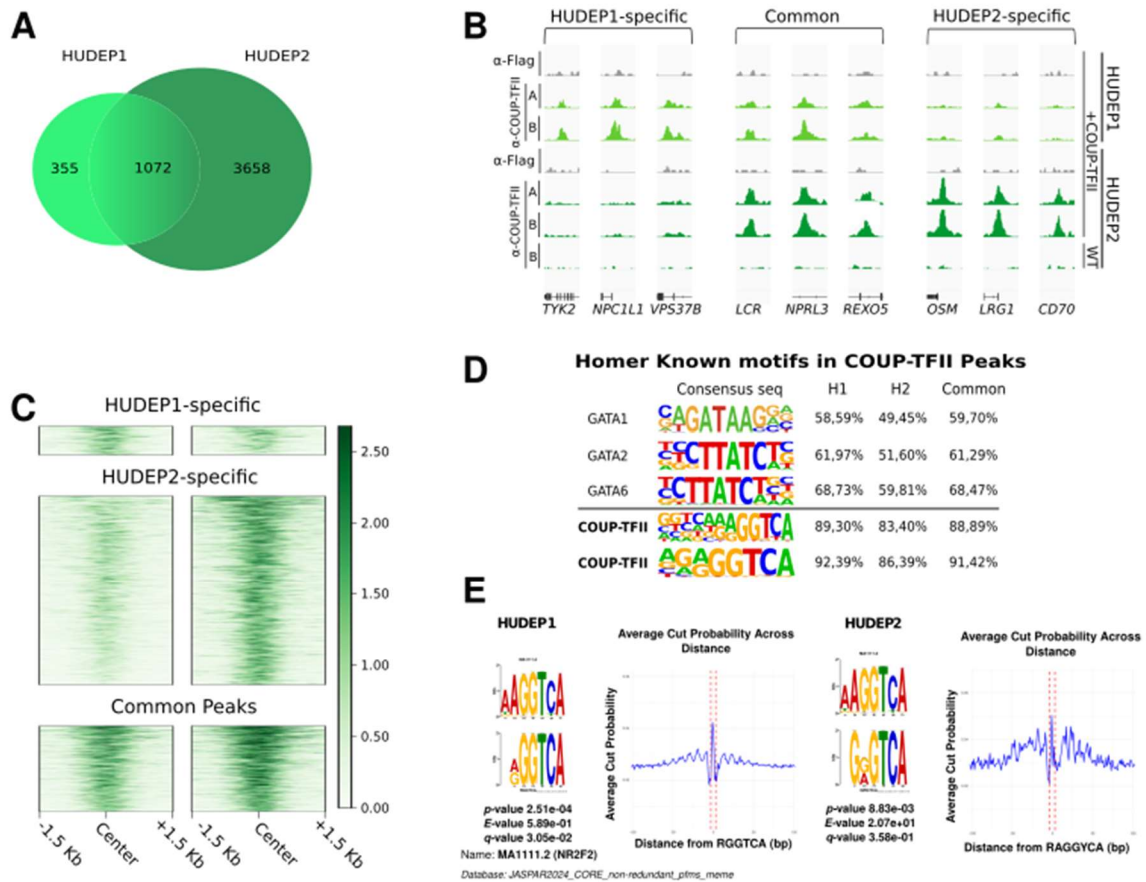 A
HUDEP1
HUDEP2
355
1072
3658
B
HUDEP1-specific
Common
HUDEP2-specific
α-Flag
α-COUP-TFII
A
B
α-Flag
α-COUP-TFII
A
B
B
HUDEP1
HUDEP2
+COUP-TFII
WT
TYK2 NPC1L1 VPS37B LCR NPRL3 REXO5 OSM LRG1 CD70
C
HUDEP1-specific
HUDEP2-specific
Common Peaks
2.50
2.00
1.50
1.00
0.50
0.00
-1.5 Kb Center +1.5 Kb -1.5 Kb Center +1.5 Kb
D
Homer Known motifs in COUP-TFII Peaks
Consensus seq H1 H2 Common
GATA1 58,59% 49,45% 59,70%
GATA2 61,97% 51,60% 61,29%
GATA6 68,73% 59,81% 68,47%
COUP-TFII 89,30% 83,40% 88,89%
COUP-TFII 92,39% 86,39% 91,42%
E
HUDEP1
MA1111.2
AAGGTCA
p-value 2.51e-04
E-value 5.89e-01
q-value 3.05e-02
Name: MA1111.2 (NR2F2)
Database: JASPAR2024_CORE_non-redundant_pfms_meme
Average Cut Probability Across
Distance
Average Cut Probability
Distance from RGGTCA (bp)
HUDEP2
MA1111.2
AAGGTCA
p-value 8.83e-03
E-value 2.07e+01
q-value 3.58e-01
Average Cut Probability Across
Distance
Average Cut Probability
Distance from RAGGYCA (bp)